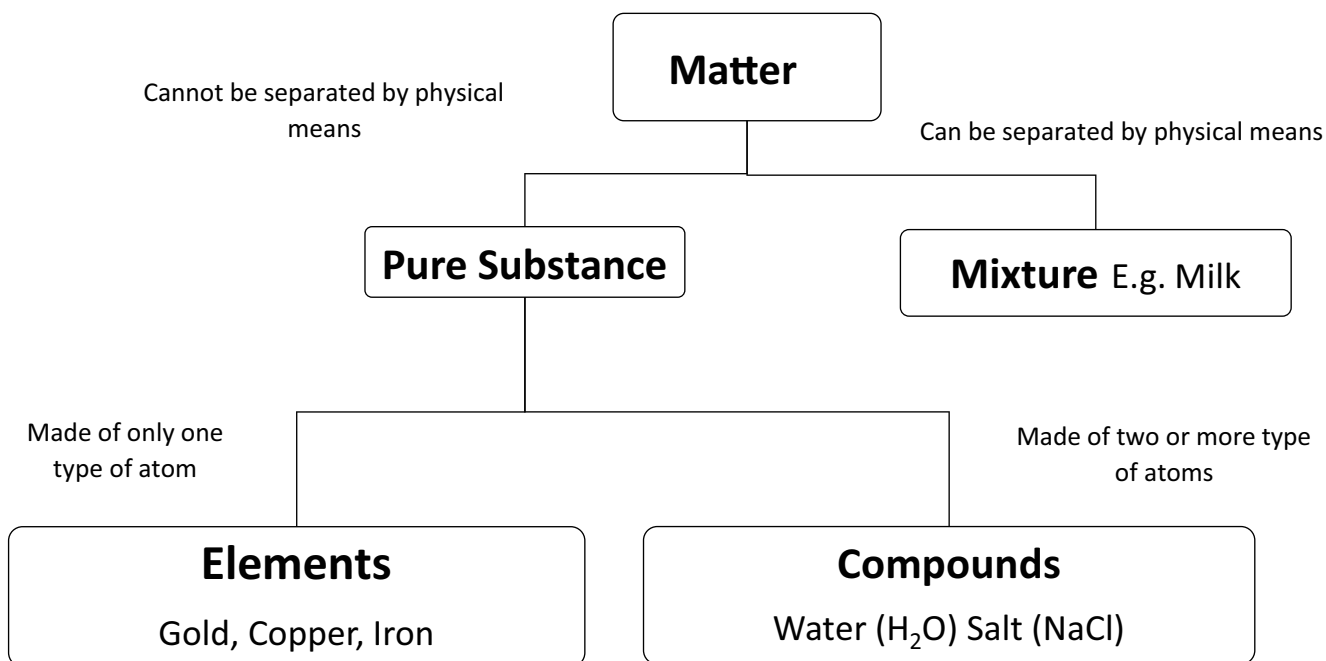 Matter
Cannot be separated by physical
means
Can be separated by physical means
Pure Substance
Mixture E.g. Milk
Made of only one
type of atom
Made of two or more type
of atoms
Elements
Gold, Copper, Iron
Compounds
Water (H₂O) Salt (NaCl)